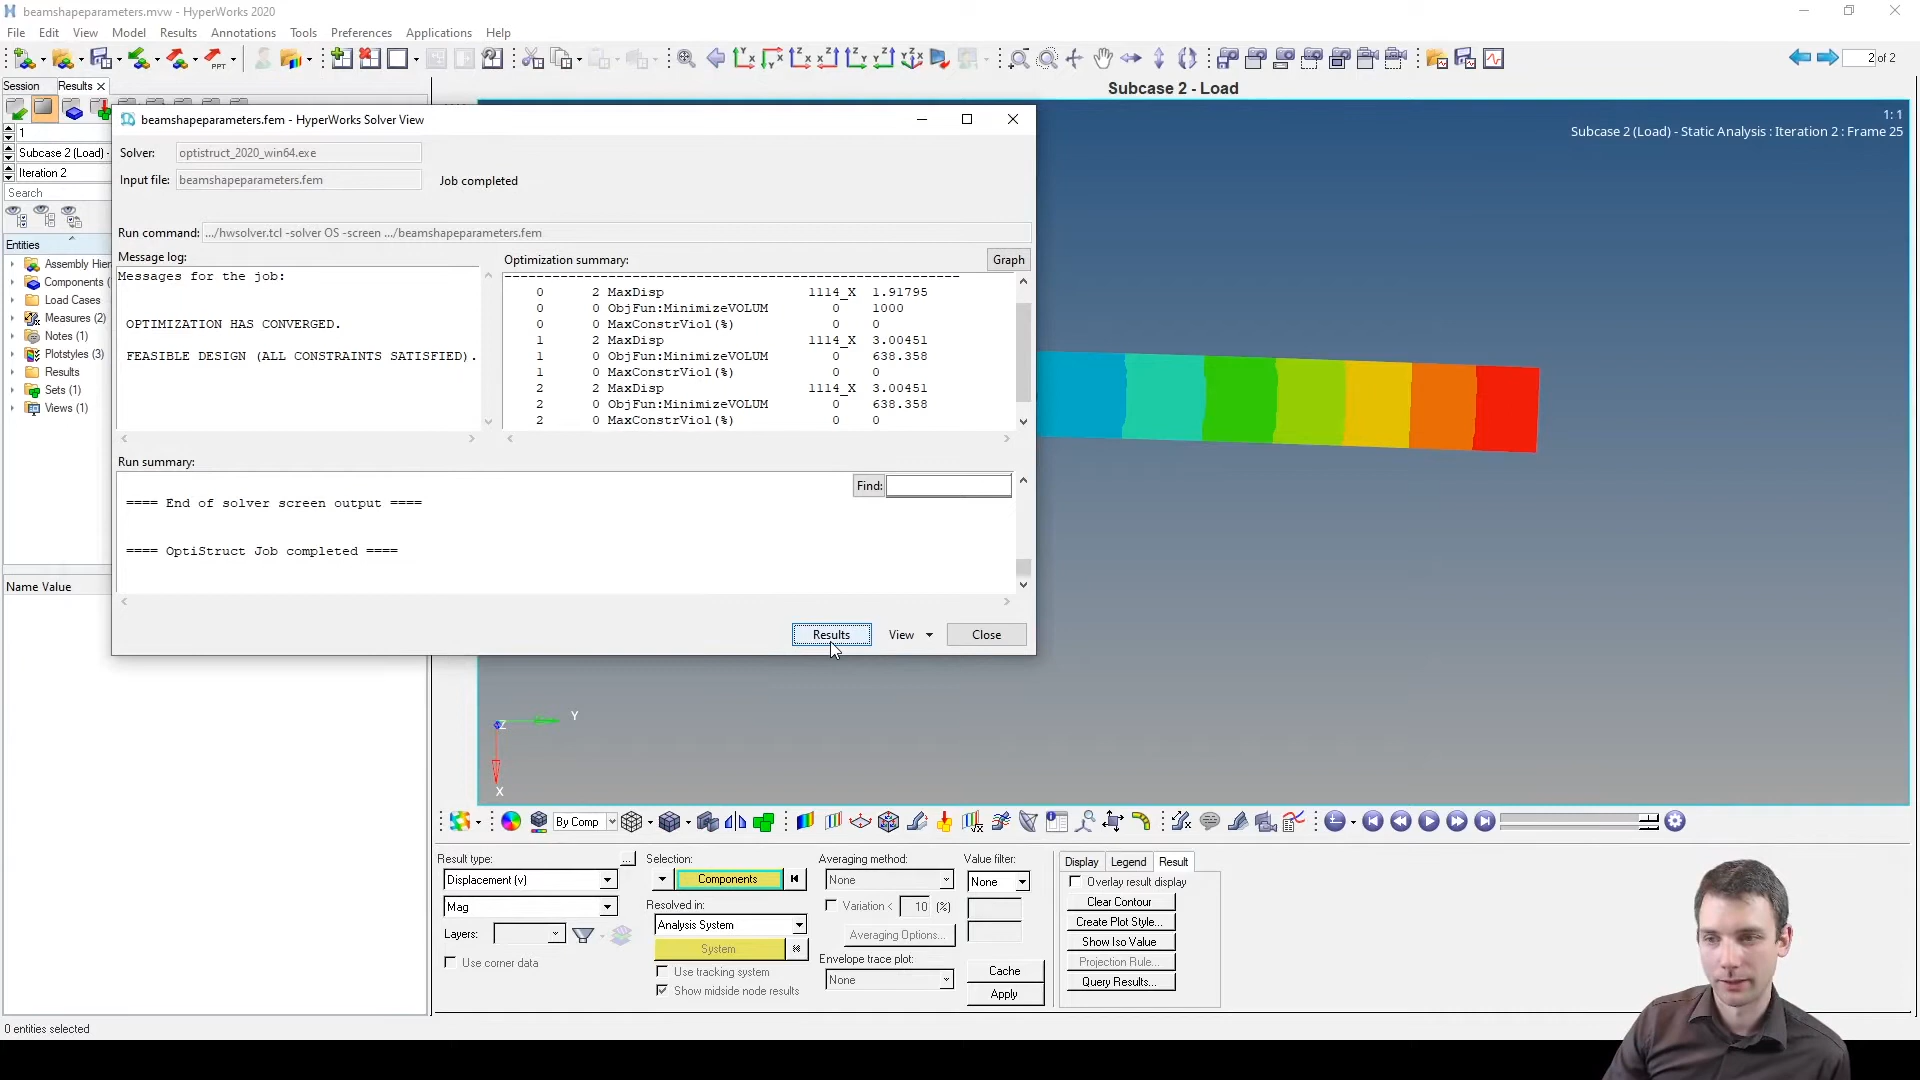 beamshapeparameters.mvw - HyperWorks 2020
File Edit View Model Results Annotations Tools Preferences Applications Help
2 of 2
Session Results
Subcase 2 - Load
1:1
Subcase 2 (Load) - Static Analysis : Iteration 2 : Frame 25
1
Subcase 2 (Load) -
Iteration 2
Search
Entities
Assembly Hier
Components (
Load Cases
Measures (2)
Notes (1)
Plotstyles (3)
Results
Sets (1)
Views (1)
Name Value
beamshapeparameters.fem - HyperWorks Solver View
Solver: optistruct_2020_win64.exe
Input file: beamshapeparameters.fem Job completed
Run command: .../hwsolver.tcl -solver OS -screen .../beamshapeparameters.fem
Message log:
Messages for the job:
OPTIMIZATION HAS CONVERGED.
FEASIBLE DESIGN (ALL CONSTRAINTS SATISFIED).
Optimization summary: Graph
0 2 MaxDisp 1114_X 1.91795
0 0 ObjFun:MinimizeVOLUM 0 1000
0 0 MaxConstrViol(%) 0 0
1 2 MaxDisp 1114_X 3.00451
1 0 ObjFun:MinimizeVOLUM 0 638.358
1 0 MaxConstrViol(%) 0 0
2 2 MaxDisp 1114_X 3.00451
2 0 ObjFun:MinimizeVOLUM 0 638.358
2 0 MaxConstrViol(%) 0 0
Run summary:
Find:
==== End of solver screen output ====
==== OptiStruct Job completed ====
Results View Close
Z Y
X
By Comp
Result type:
Displacement (v)
Mag
Layers:
Use corner data
Selection:
Components
Resolved in:
Analysis System
System
Use tracking system
Show midside node results
Averaging method:
None
Variation < 10 (%)
Averaging Options...
Envelope trace plot:
None
Value filter:
None
Cache
Apply
Display Legend Result
Overlay result display
Clear Contour
Create Plot Style...
Show Iso Value
Projection Rule...
Query Results...
0 entities selected